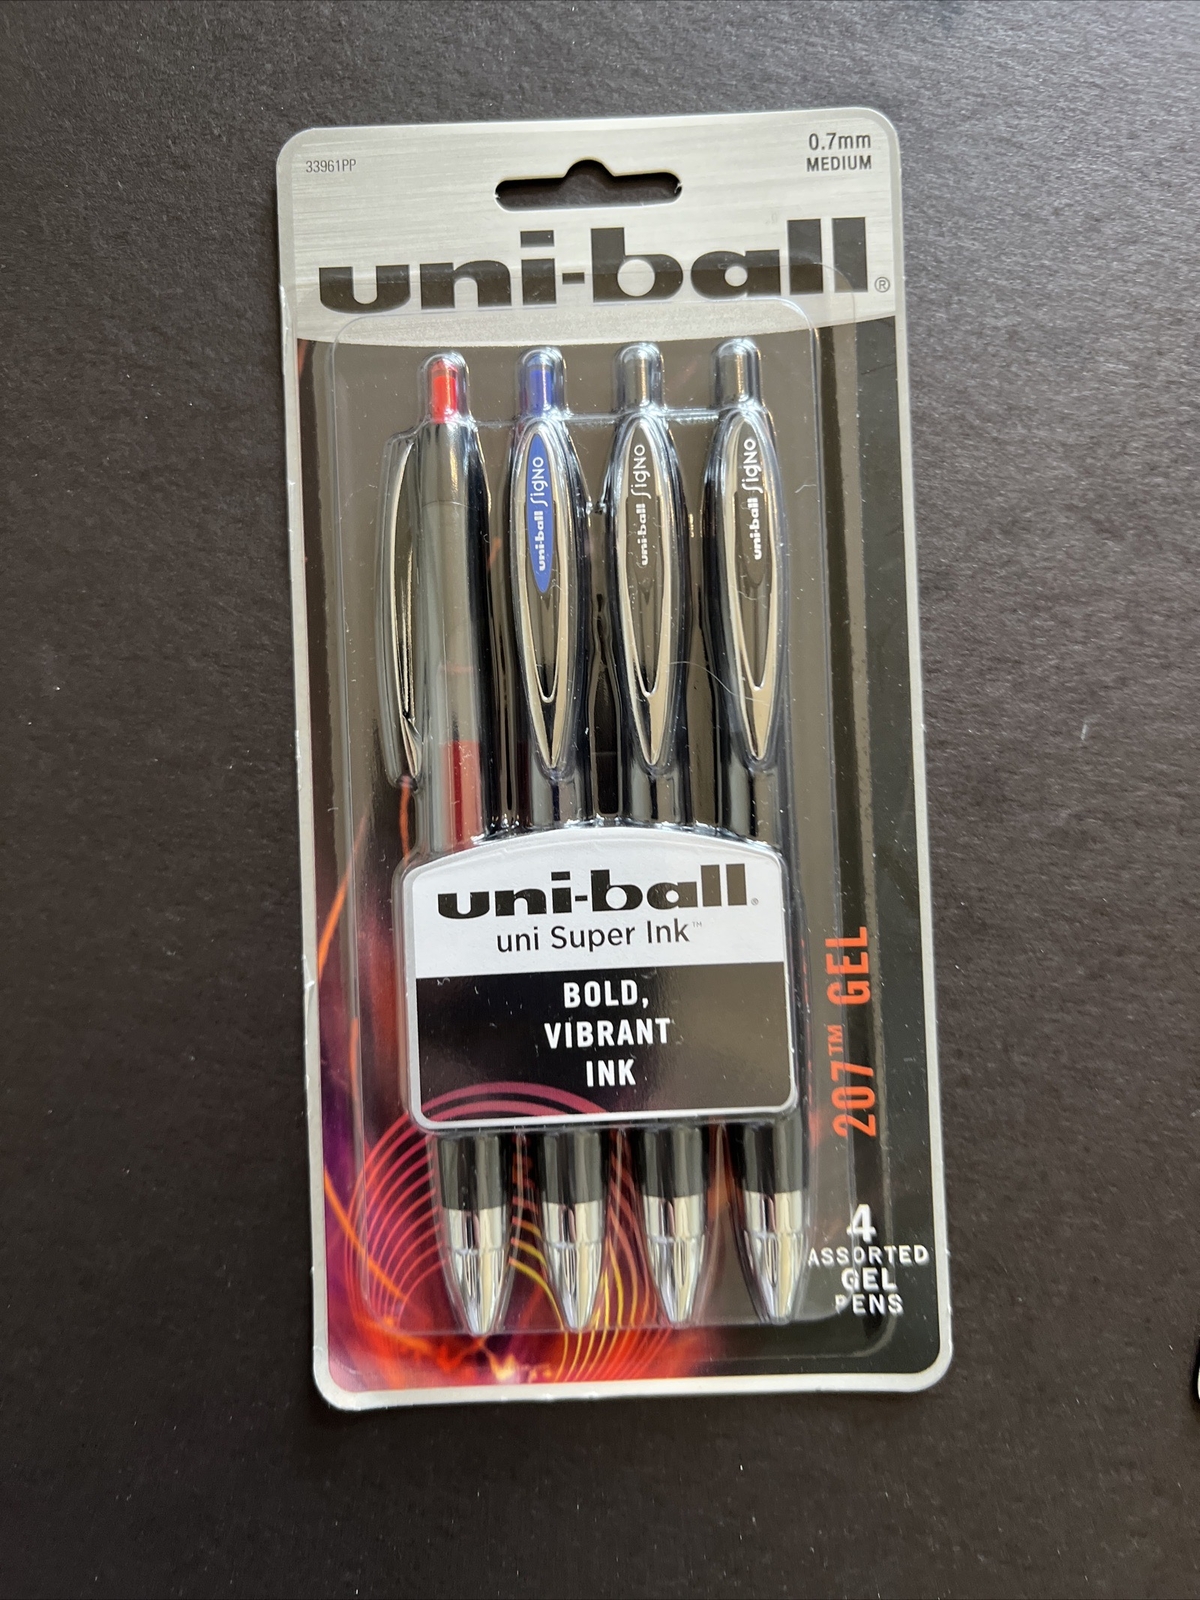 33961PP
0.7mm
MEDIUM
uni-ball®
uni-ball SigNo
uni-ball SigNo
uni-ball SigNo
uni-ball®
uni Super Ink™
BOLD,
VIBRANT
INK
207™ GEL
4
ASSORTED
GEL
PENS